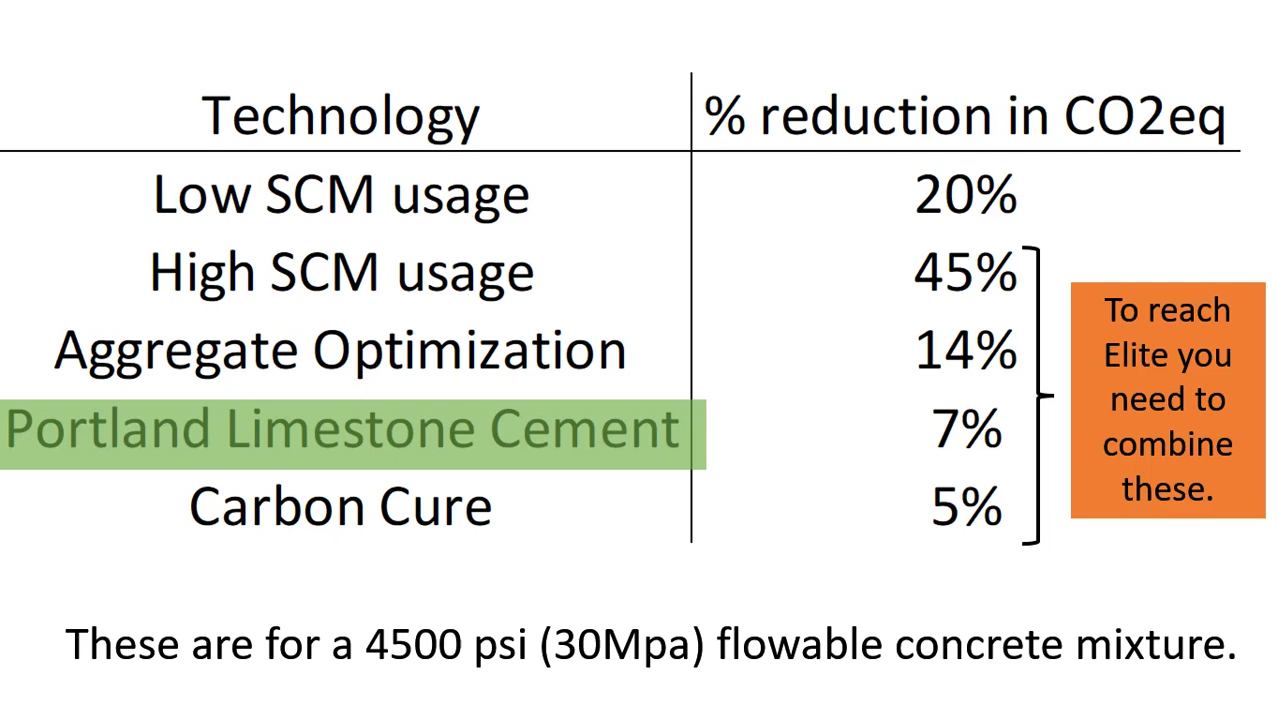 Technology % reduction in CO2eq
Low SCM usage 20%
High SCM usage 45%
Aggregate Optimization 14%
Portland Limestone Cement 7%
Carbon Cure 5%
To reach
Elite you
need to
combine
these.
These are for a 4500 psi (30Mpa) flowable concrete mixture.